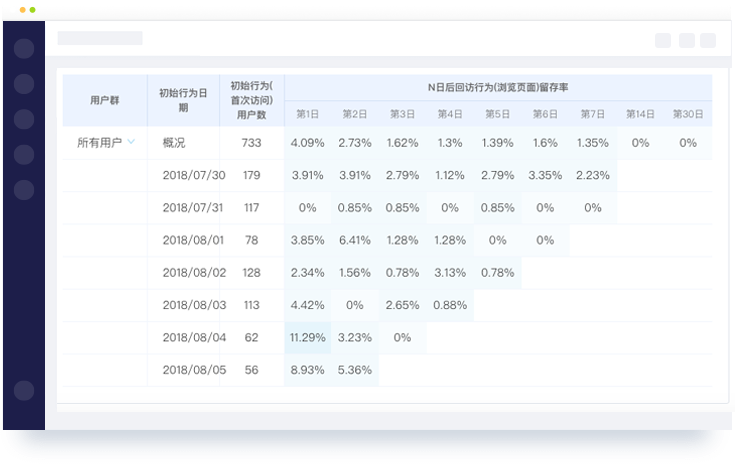 用户群 初始行为日期 初始行为(首次访问)用户数 N日后回访行为(浏览页面)留存率
第1日 第2日 第3日 第4日 第5日 第6日 第7日 第14日 第30日
所有用户 概况 733 4.09% 2.73% 1.62% 1.3% 1.39% 1.6% 1.35% 0% 0%
2018/07/30 179 3.91% 3.91% 2.79% 1.12% 2.79% 3.35% 2.23%
2018/07/31 117 0% 0.85% 0.85% 0% 0.85% 0% 0%
2018/08/01 78 3.85% 6.41% 1.28% 1.28% 0% 0%
2018/08/02 128 2.34% 1.56% 0.78% 3.13% 0.78%
2018/08/03 113 4.42% 0% 2.65% 0.88%
2018/08/04 62 11.29% 3.23% 0%
2018/08/05 56 8.93% 5.36%